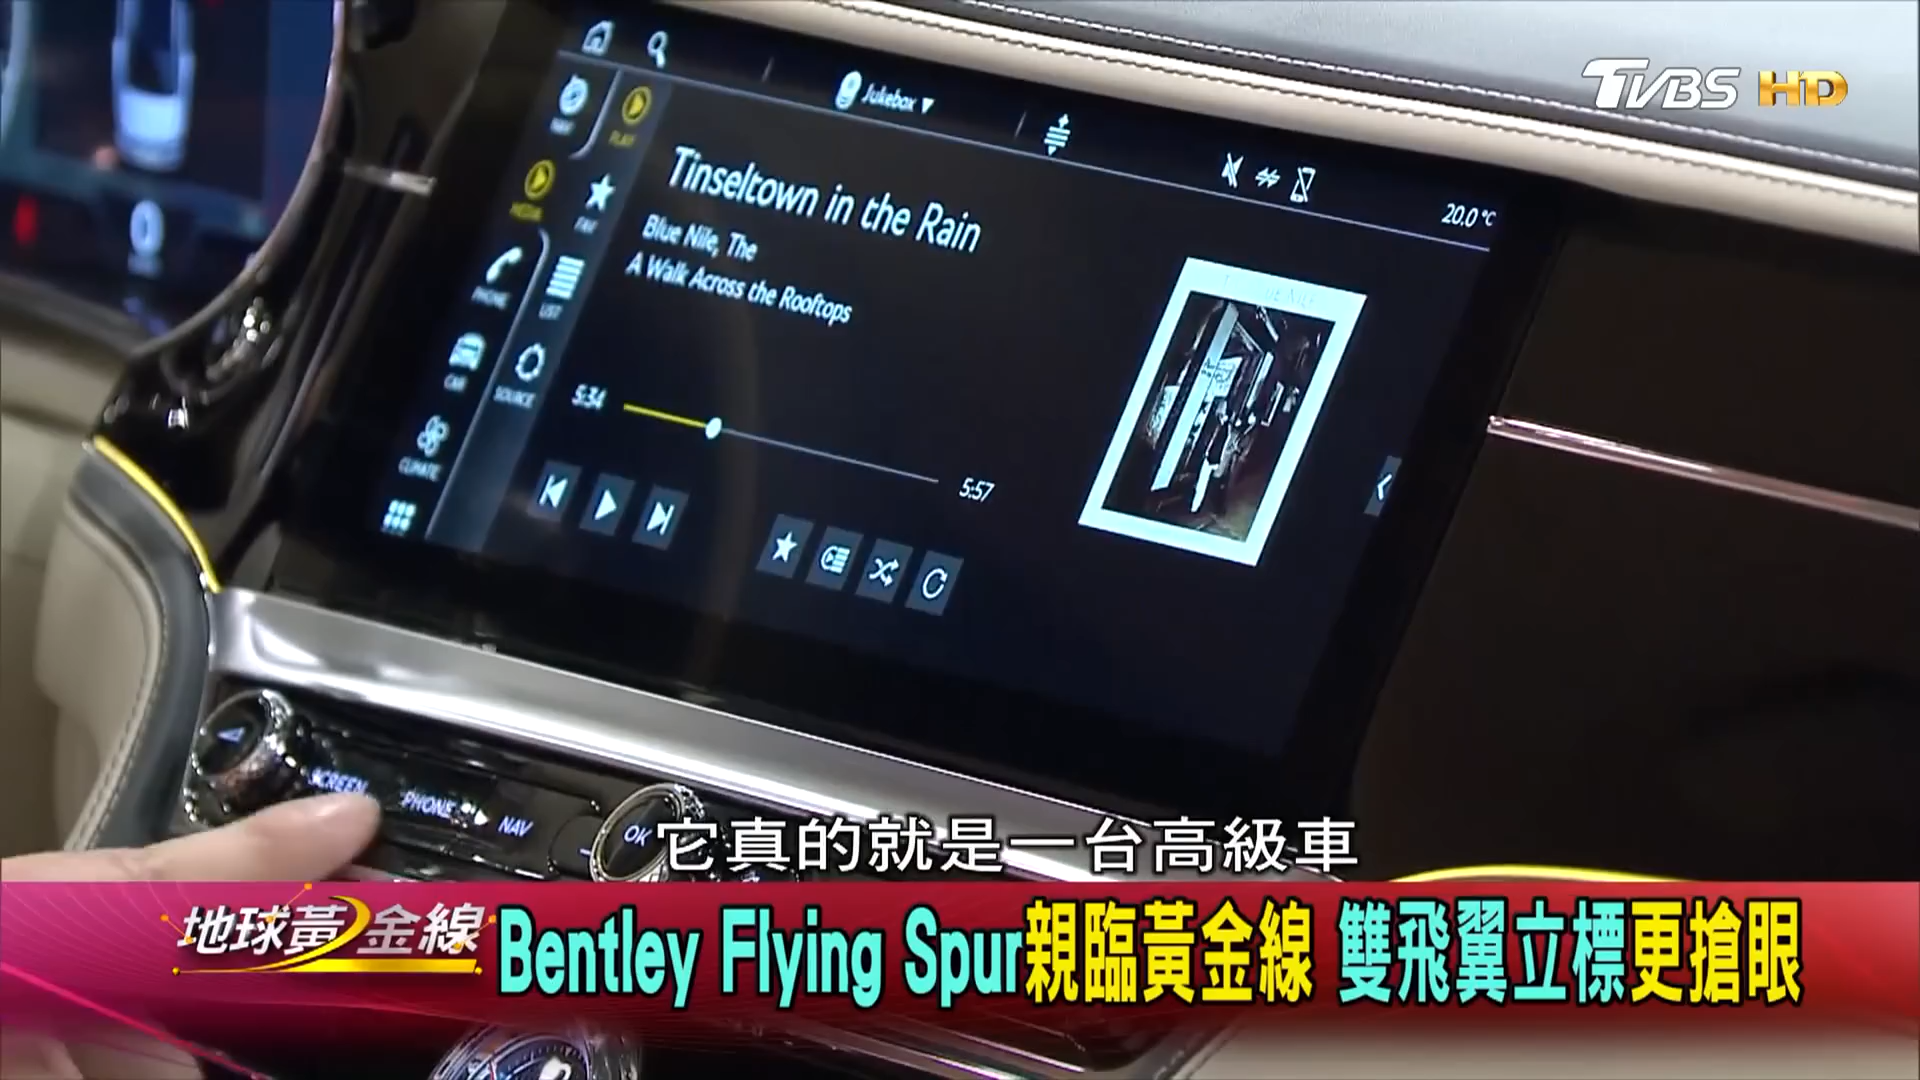 TVBS HD
Jukebox
20.0 °C
NAV
PLAY
Tinseltown in the Rain
MEDIA
FAV
Blue Nile, The
A Walk Across the Rooftops
PHONE
LIST
CAR
SOURCE
5:34
5:57
CLIMATE
SCREEN
PHONE
NAV
OK
它真的就是一台高級車
地球黃金線
Bentley Flying Spur親臨黃金線 雙飛翼立標更搶眼